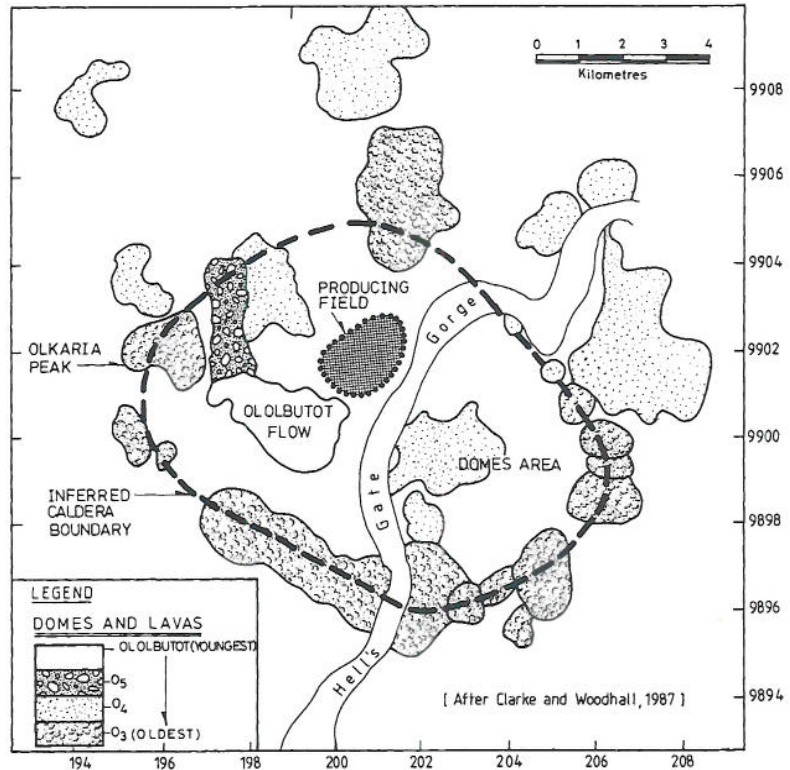 0 1 2 3 4
Kilometres
9908
9906
9904
9902
9900
9898
9896
9894
PRODUCING
FIELD
Gorge
OLKARIA
PEAK
OLOLBUTOT
FLOW
DOMES AREA
Gate
INFERRED
CALDERA
BOUNDARY
Hell's
LEGEND
DOMES AND LAVAS
OLOLBUTOT(YOUNGEST)
O5
O4
O3 (OLDEST)
[ After Clarke and Woodhall, 1987 ]
194 196 197 198 200 202 204 206 208